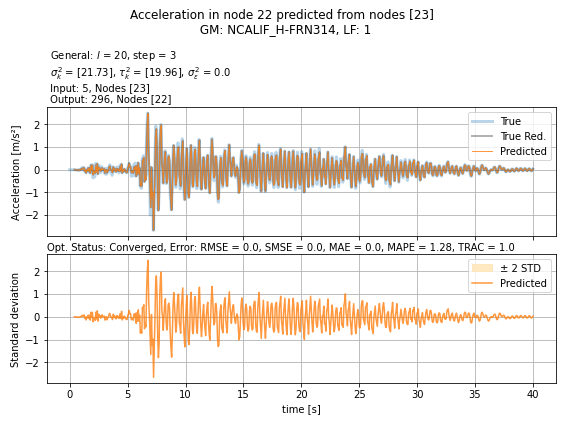 Acceleration in node 22 predicted from nodes [23]
GM: NCALIF_H-FRN314, LF: 1
General: l = 20, step = 3
σ²ₖ = [21.73], τ²ₖ = [19.96], σ²ε = 0.0
Input: 5, Nodes [23]
Output: 296, Nodes [22]
Acceleration [m/s²]
2
1
0
−1
−2
True
True Red.
Predicted
Opt. Status: Converged, Error: RMSE = 0.0, SMSE = 0.0, MAE = 0.0, MAPE = 1.28, TRAC = 1.0
Standard deviation
2
1
0
−1
−2
± 2 STD
Predicted
0 5 10 15 20 25 30 35 40
time [s]